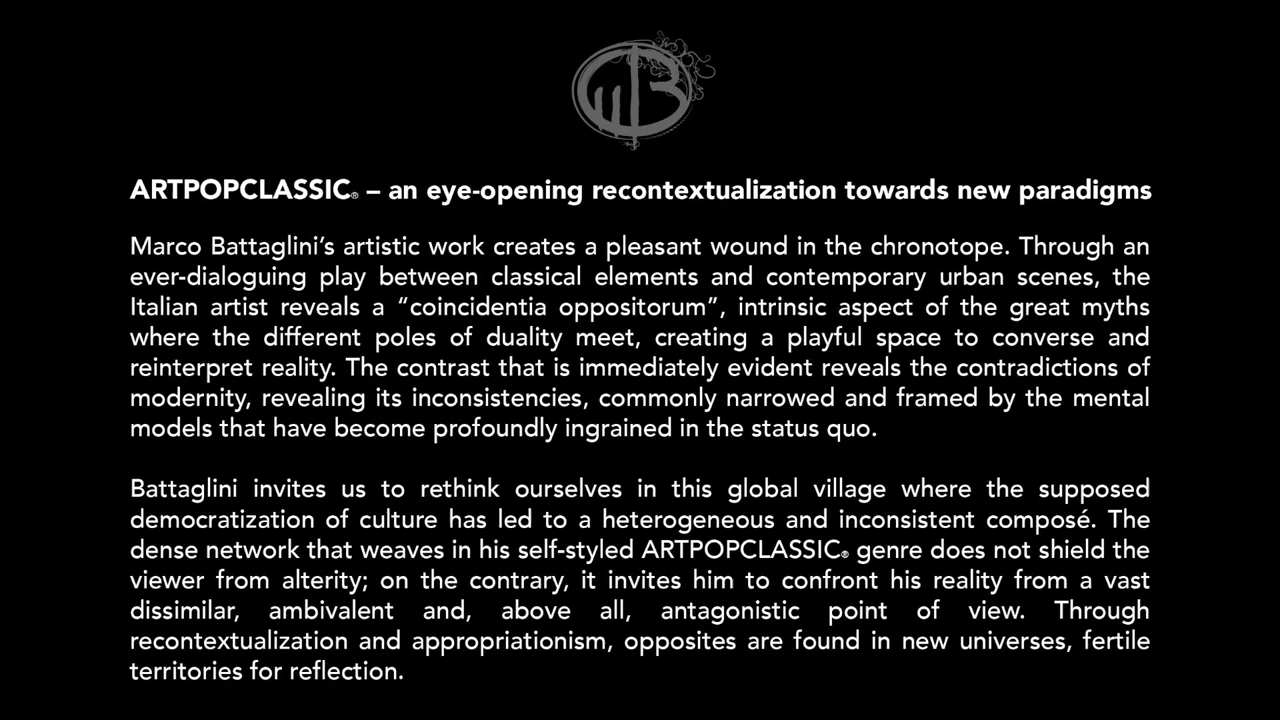 ARTPOPCLASSIC® – an eye-opening recontextualization towards new paradigms
Marco Battaglini’s artistic work creates a pleasant wound in the chronotope. Through an
ever-dialoguing play between classical elements and contemporary urban scenes, the
Italian artist reveals a “coincidentia oppositorum”, intrinsic aspect of the great myths
where the different poles of duality meet, creating a playful space to converse and
reinterpret reality. The contrast that is immediately evident reveals the contradictions of
modernity, revealing its inconsistencies, commonly narrowed and framed by the mental
models that have become profoundly ingrained in the status quo.
Battaglini invites us to rethink ourselves in this global village where the supposed
democratization of culture has led to a heterogeneous and inconsistent composé. The
dense network that weaves in his self-styled ARTPOPCLASSIC® genre does not shield the
viewer from alterity; on the contrary, it invites him to confront his reality from a vast
dissimilar, ambivalent and, above all, antagonistic point of view. Through
recontextualization and appropriationism, opposites are found in new universes, fertile
territories for reflection.